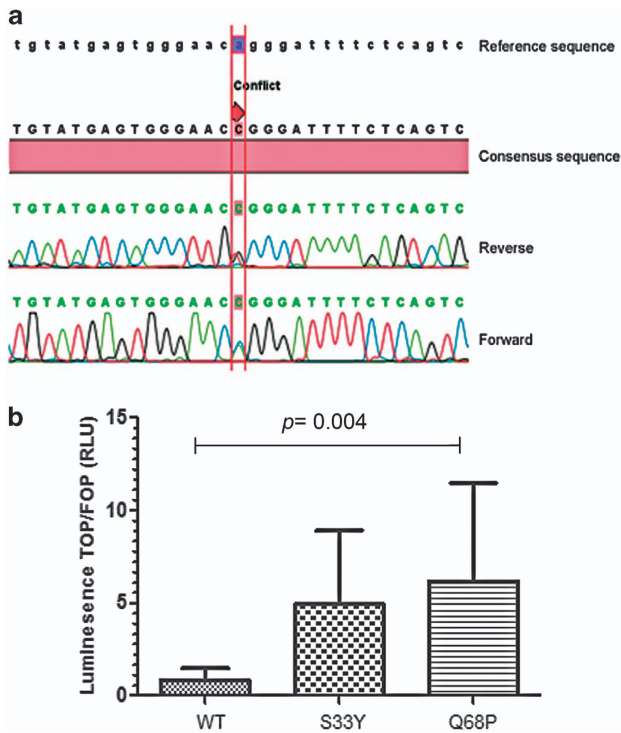 a
t g t a t g a g t g g g a a c a g g g a t t t t c t c a g t c Reference sequence
Conflict
T G T A T G A G T G G G A A C C G G G A T T T T C T C A G T C
Consensus sequence
T G T A T G A G T G G G A A C C G G G A T T T T C T C A G T C
Reverse
T G T A T G A G T G G G A A C C G G G A T T T T C T C A G T C
Forward
b
Luminesence TOP/FOP (RLU)
15
10
5
0
p= 0.004
WT S33Y Q68P